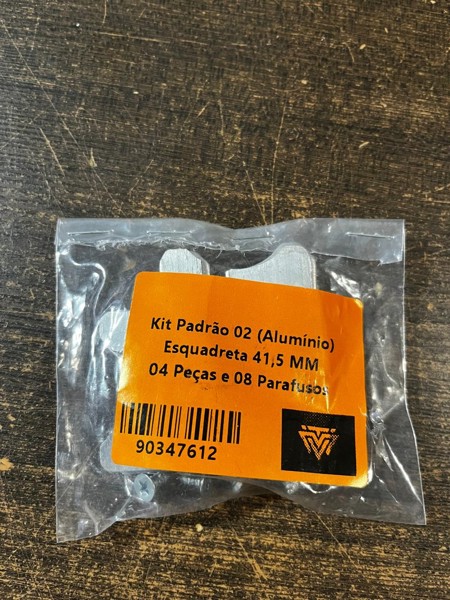 Kit Padrão 02 (Alumínio)
Esquadreta 41,5 MM
04 Peças e 08 Parafusos
90347612